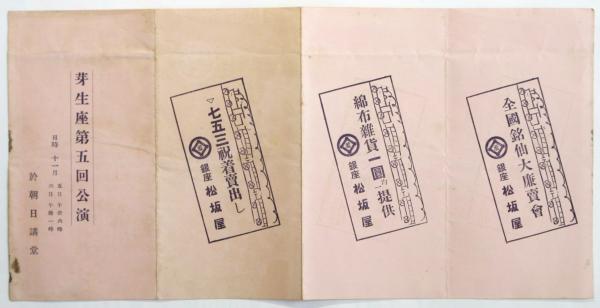 全國銘仙大廉賣會
銀座 松坂屋
綿布雜貨一圓均一提供
銀座 松坂屋
七五三祝着賣出し
銀座 松坂屋
芽生座第五回公演
日時 十一月
五日 午後六時
六日 午後一時
於朝日講堂